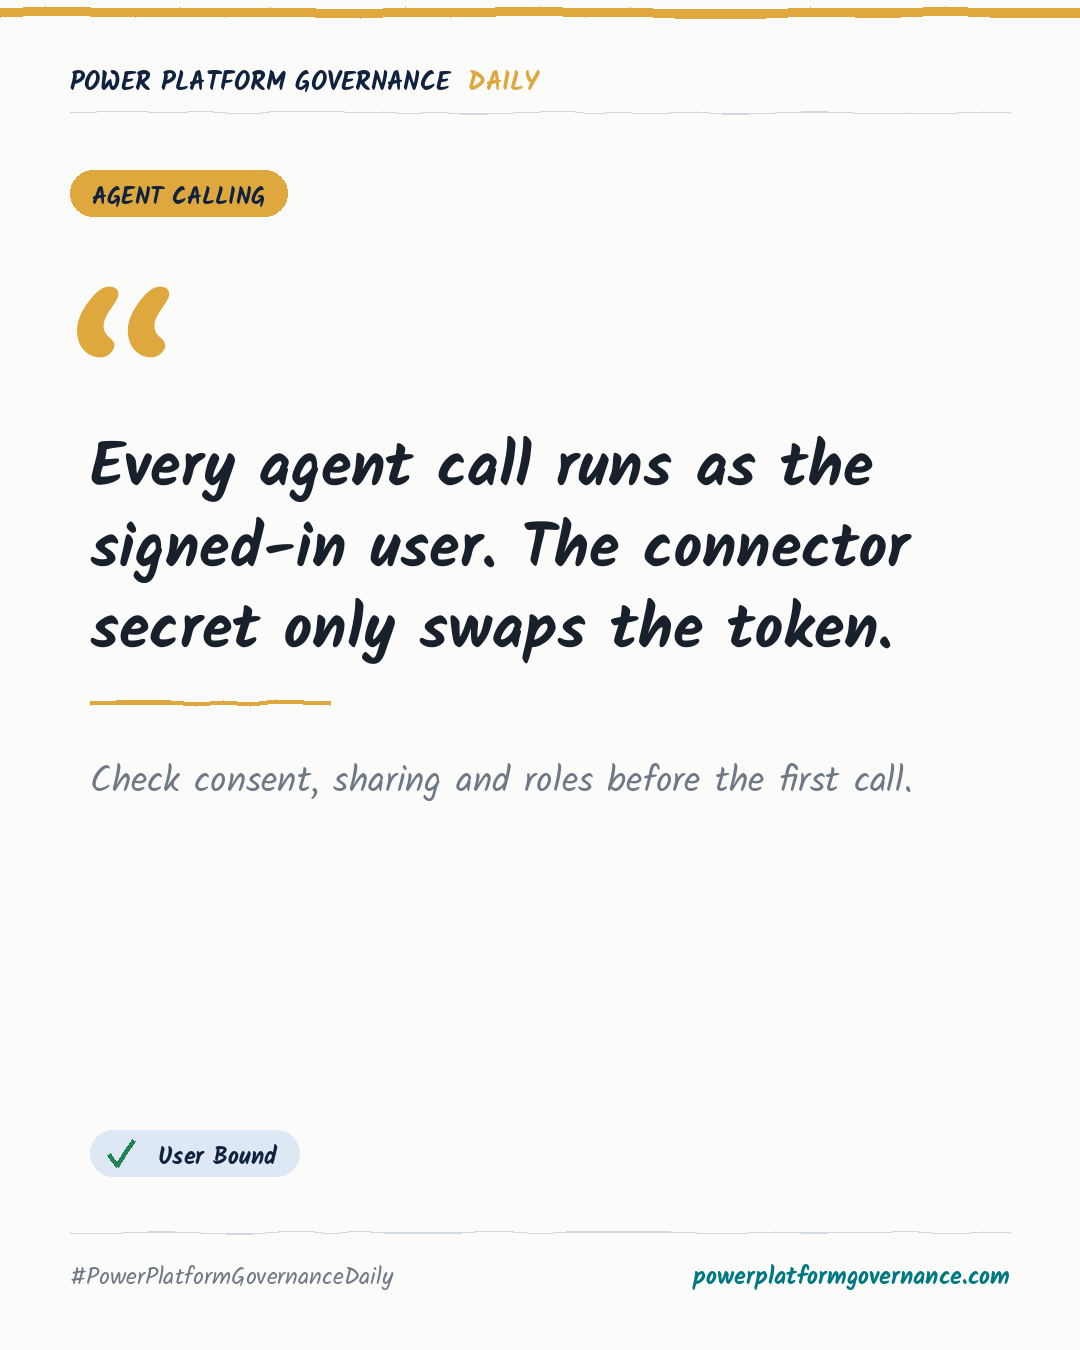 POWER PLATFORM GOVERNANCE DAILY
AGENT CALLING
“
Every agent call runs as the
signed-in user. The connector
secret only swaps the token.
Check consent, sharing and roles before the first call.
✓ User Bound
#PowerPlatformGovernanceDaily
powerplatformgovernance.com